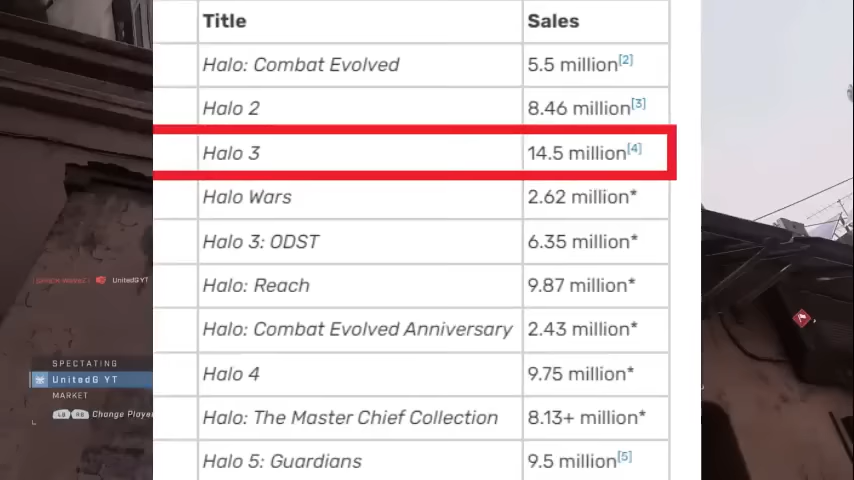 Title Sales
Halo: Combat Evolved 5.5 million[2]
Halo 2 8.46 million[3]
Halo 3 14.5 million[4]
Halo Wars 2.62 million*
Halo 3: ODST 6.35 million*
Halo: Reach 9.87 million*
Halo: Combat Evolved Anniversary 2.43 million*
Halo 4 9.75 million*
Halo: The Master Chief Collection 8.13+ million*
Halo 5: Guardians 9.5 million[5]
UnitedG YT
SPECTATING
UnitedG YT
MARKET
LB RB Change Player